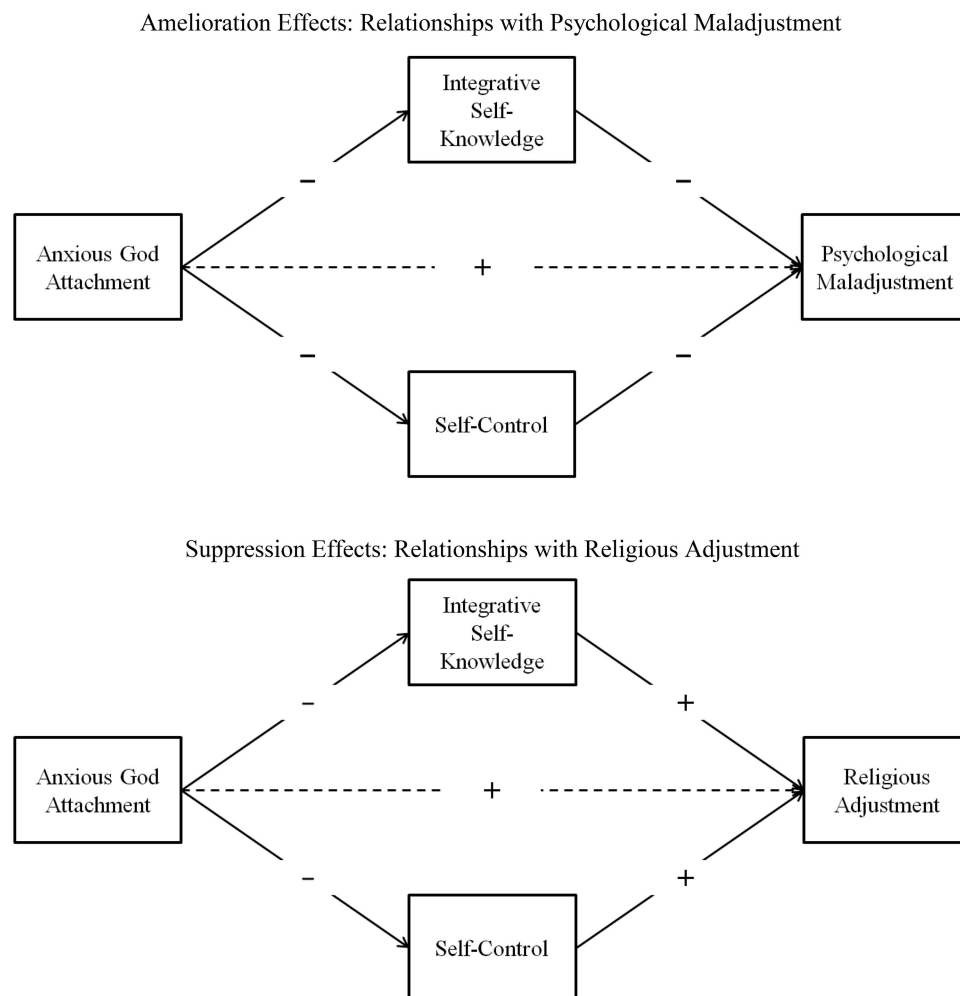 Amelioration Effects: Relationships with Psychological Maladjustment
Integrative
Self-
Knowledge
–
–
Anxious God
Attachment
+
Psychological
Maladjustment
–
–
Self-Control
Suppression Effects: Relationships with Religious Adjustment
Integrative
Self-
Knowledge
–
+
Anxious God
Attachment
+
Religious
Adjustment
–
+
Self-Control